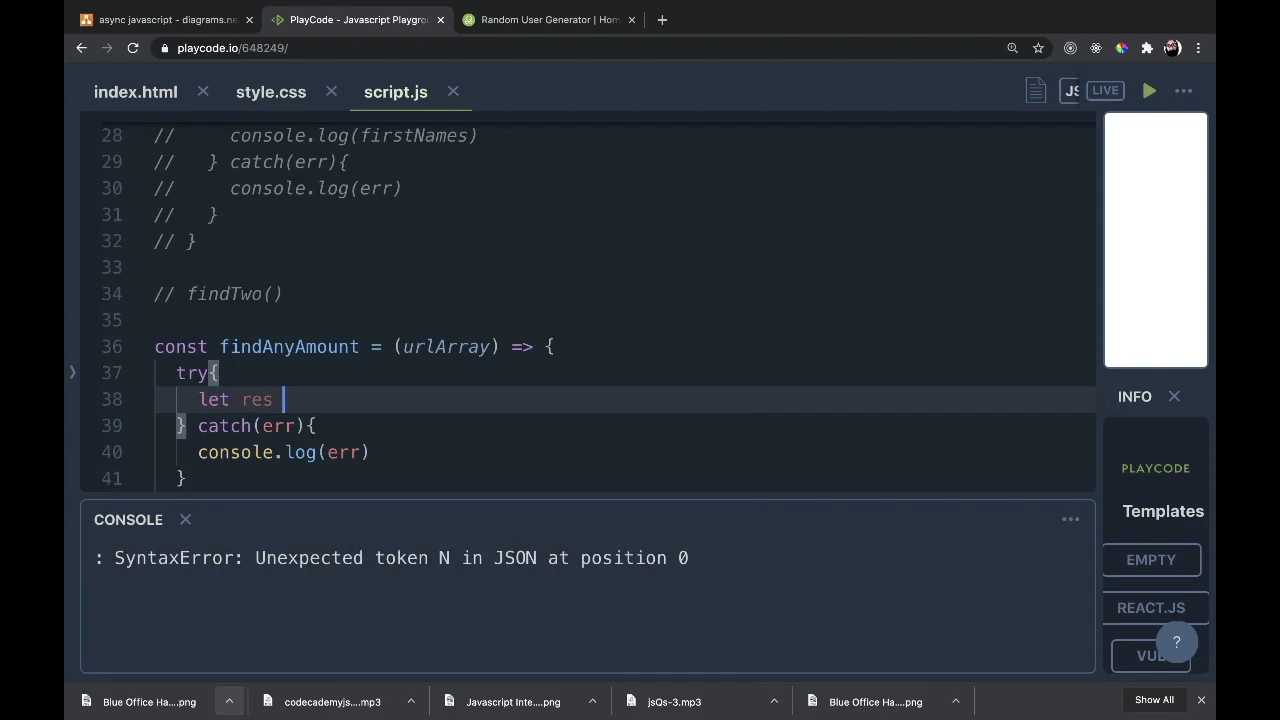 async javascript - diagrams.ne
PlayCode - Javascript Playgrou
Random User Generator | Hom
playcode.io/648249/
index.html
style.css
script.js
JS
LIVE
28 //     console.log(firstNames)
29 //   } catch(err){
30 //     console.log(err)
31 //   }
32 // }
33
34 // findTwo()
35
36 const findAnyAmount = (urlArray) => {
37 try{
38 let res
39 } catch(err){
40 console.log(err)
41 }
INFO
PLAYCODE
Templates
EMPTY
REACT.JS
VUE
?
CONSOLE
: SyntaxError: Unexpected token N in JSON at position 0
Blue Office Ha....png
codecademyjs....mp3
Javascript Inte....png
jsQs-3.mp3
Blue Office Ha....png
Show All